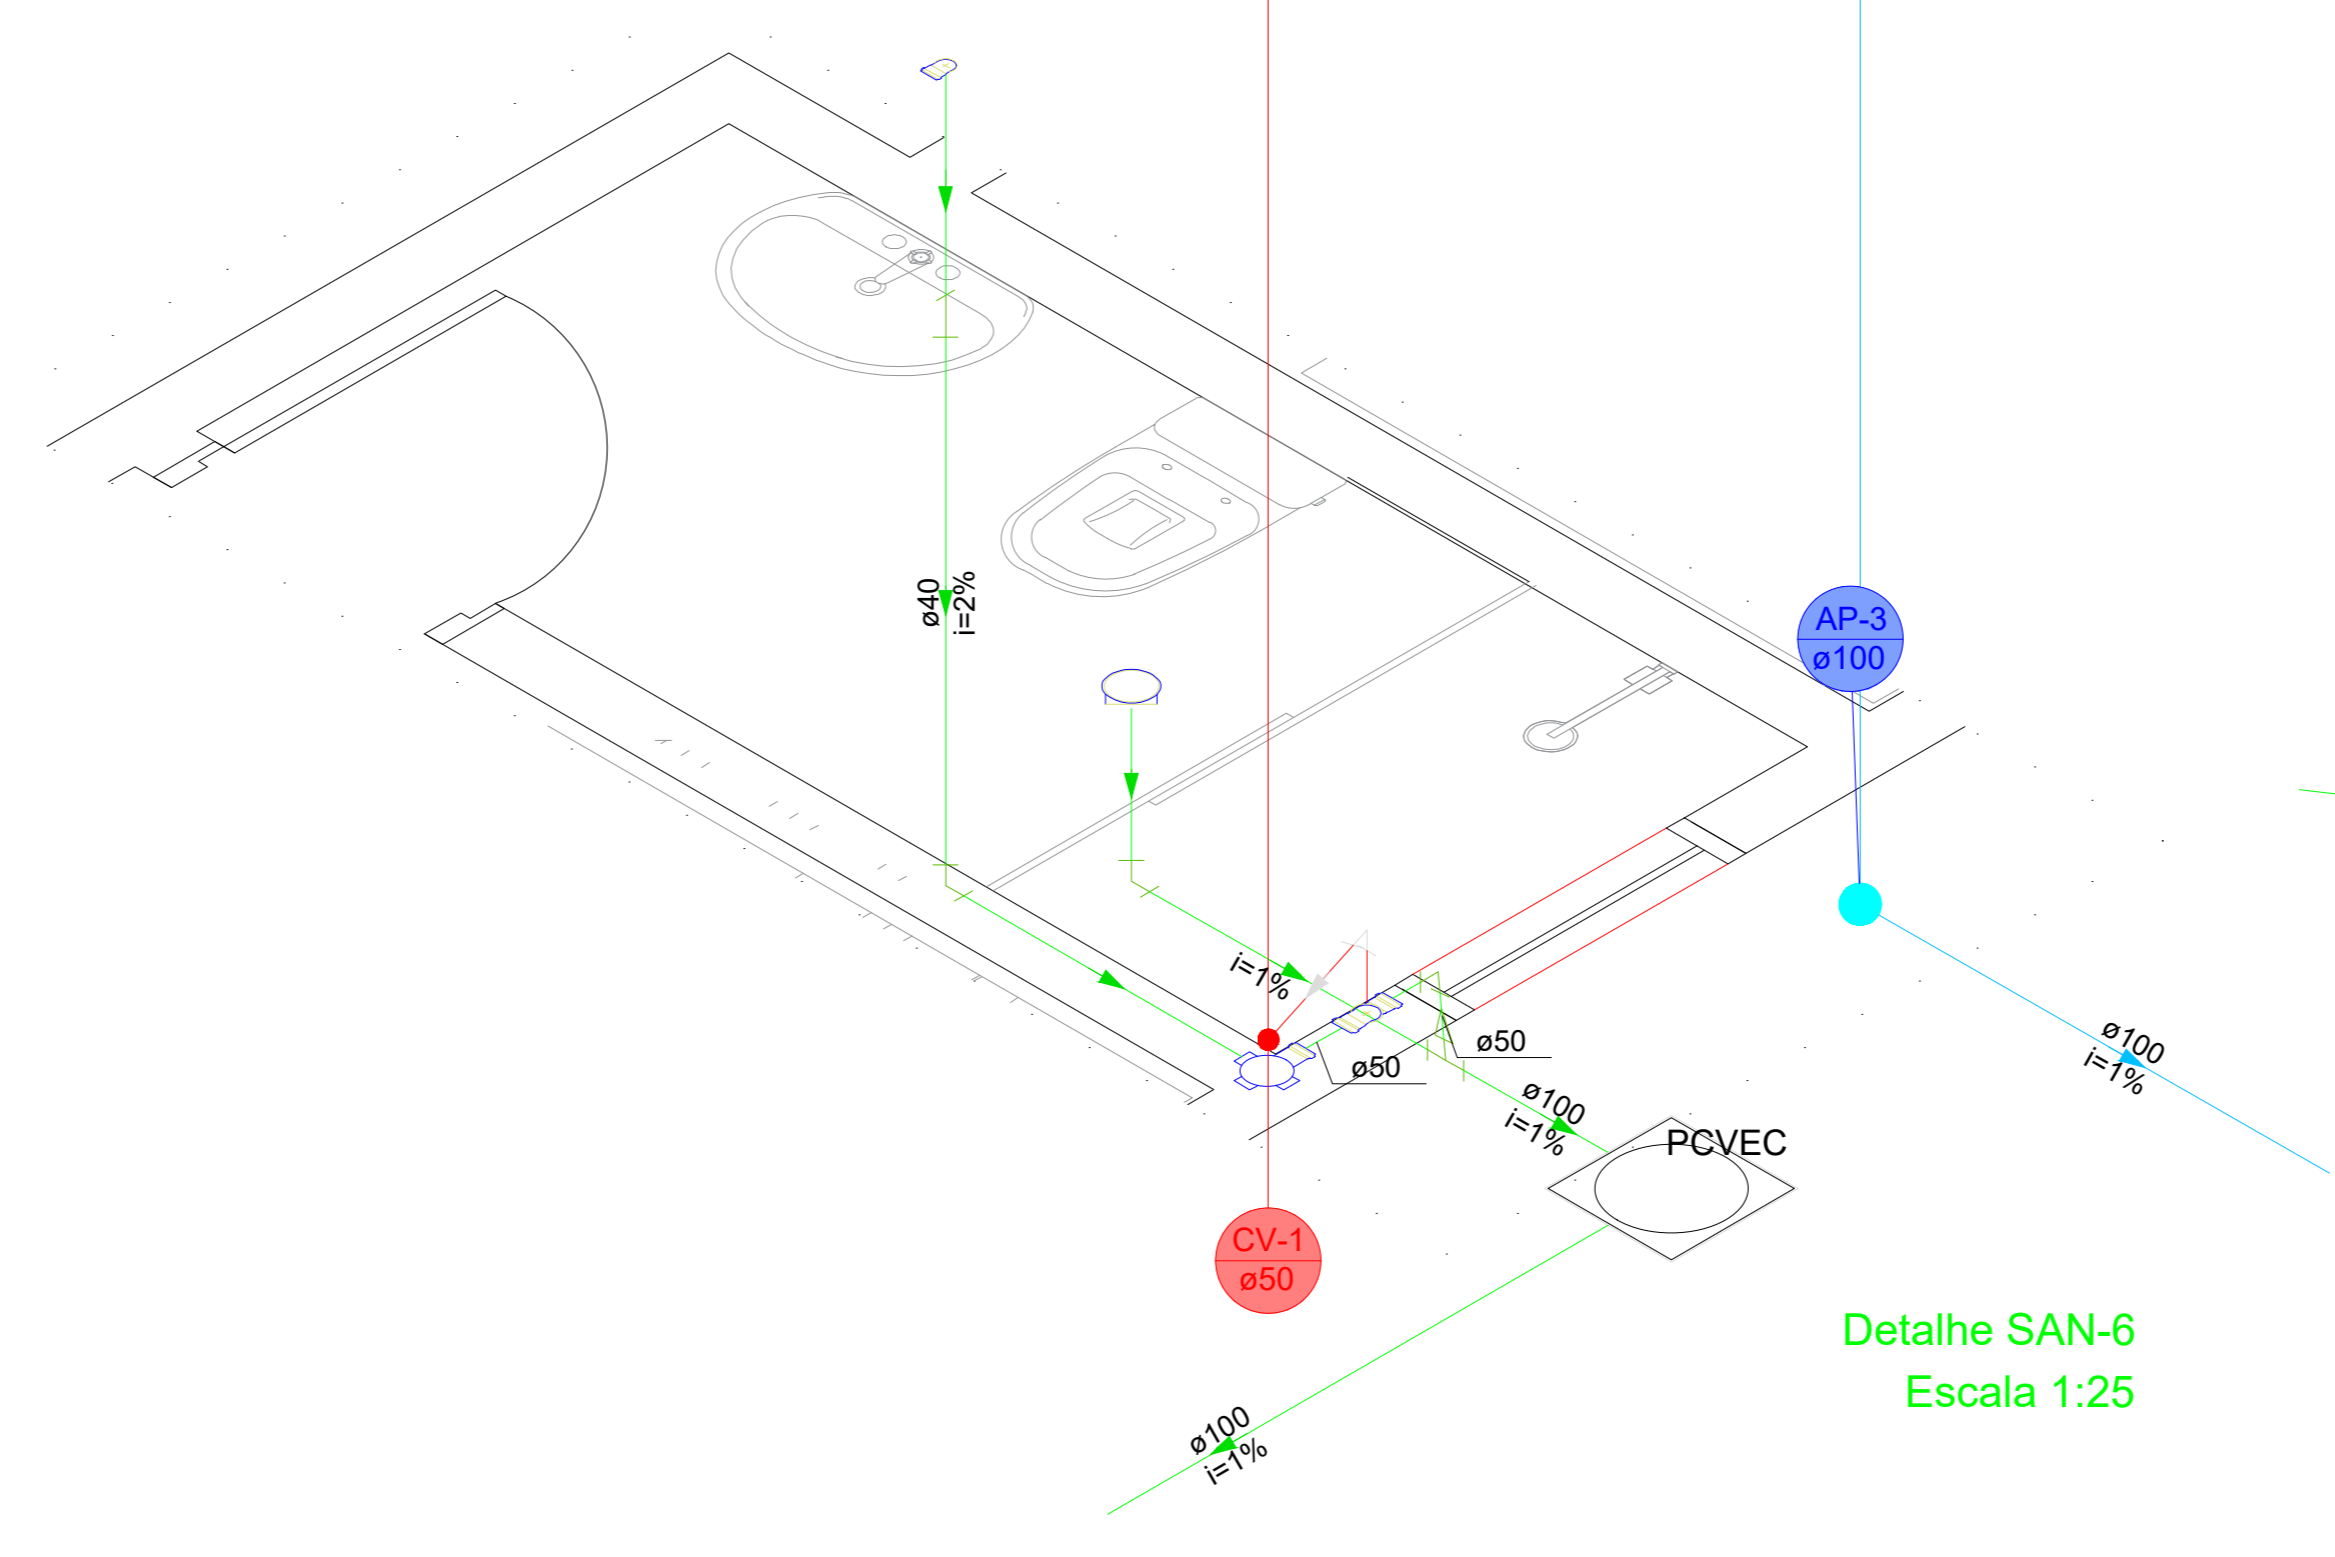 AP-3
ø100
ø40
i=2%
i=1%
ø50
ø50
ø100
i=1%
ø100
i=1%
PCVEC
CV-1
ø50
Detalhe SAN-6
Escala 1:25
ø100
i=1%